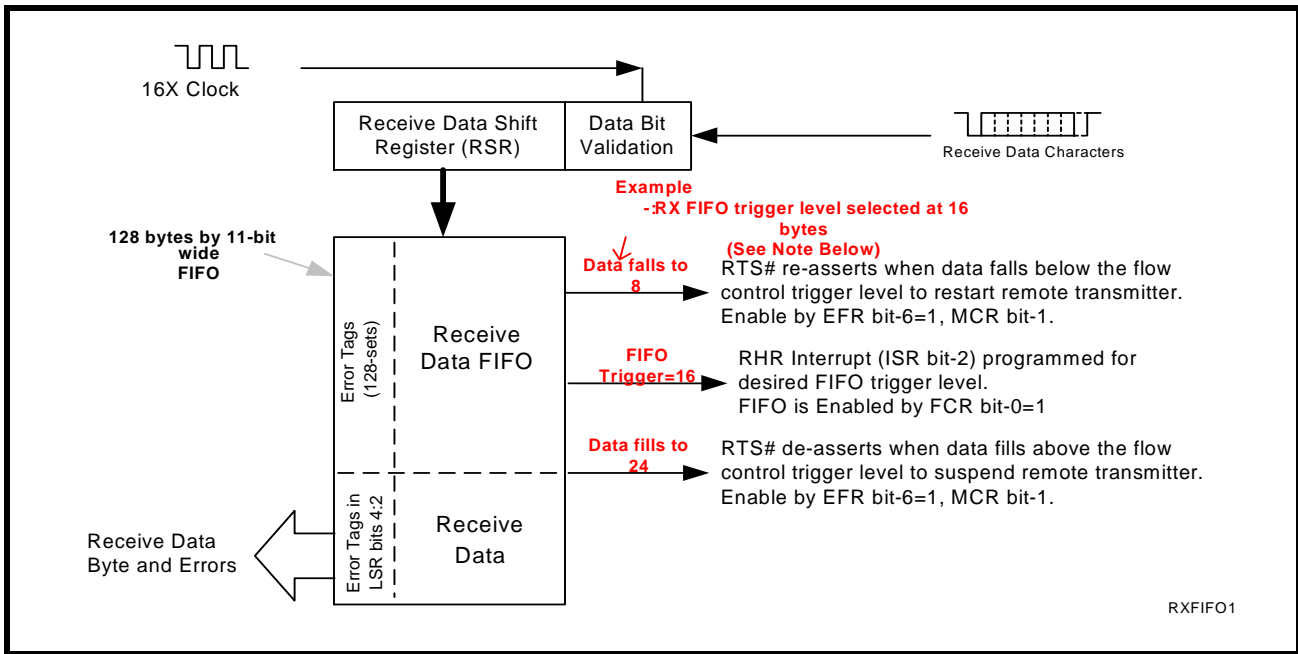 16X Clock
Receive Data Shift
Register (RSR)
Data Bit
Validation
Receive Data Characters
Example
-:RX FIFO trigger level selected at 16
bytes
(See Note Below)
128 bytes by 11-bit
wide
FIFO
Data falls to
8
RTS# re-asserts when data falls below the flow
control trigger level to restart remote transmitter.
Enable by EFR bit-6=1, MCR bit-1.
Error Tags
(128-sets)
Receive
Data FIFO
FIFO
Trigger=16
RHR Interrupt (ISR bit-2) programmed for
desired FIFO trigger level.
FIFO is Enabled by FCR bit-0=1
Data fills to
24
RTS# de-asserts when data fills above the flow
control trigger level to suspend remote transmitter.
Enable by EFR bit-6=1, MCR bit-1.
Error Tags in
LSR bits 4:2
Receive
Data
Receive Data
Byte and Errors
RXFIFO1